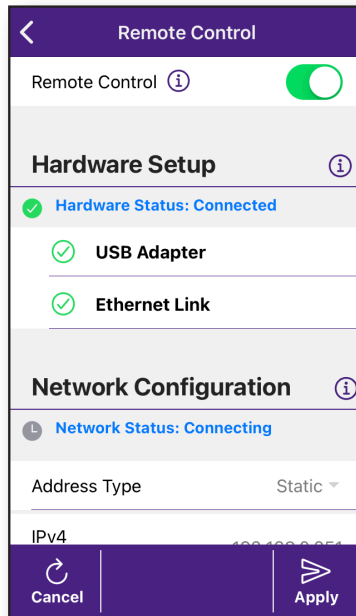 Remote Control
Remote Control
Hardware Setup
Hardware Status: Connected
USB Adapter
Ethernet Link
Network Configuration
Network Status: Connecting
Address Type Static
IPv4
Cancel Apply